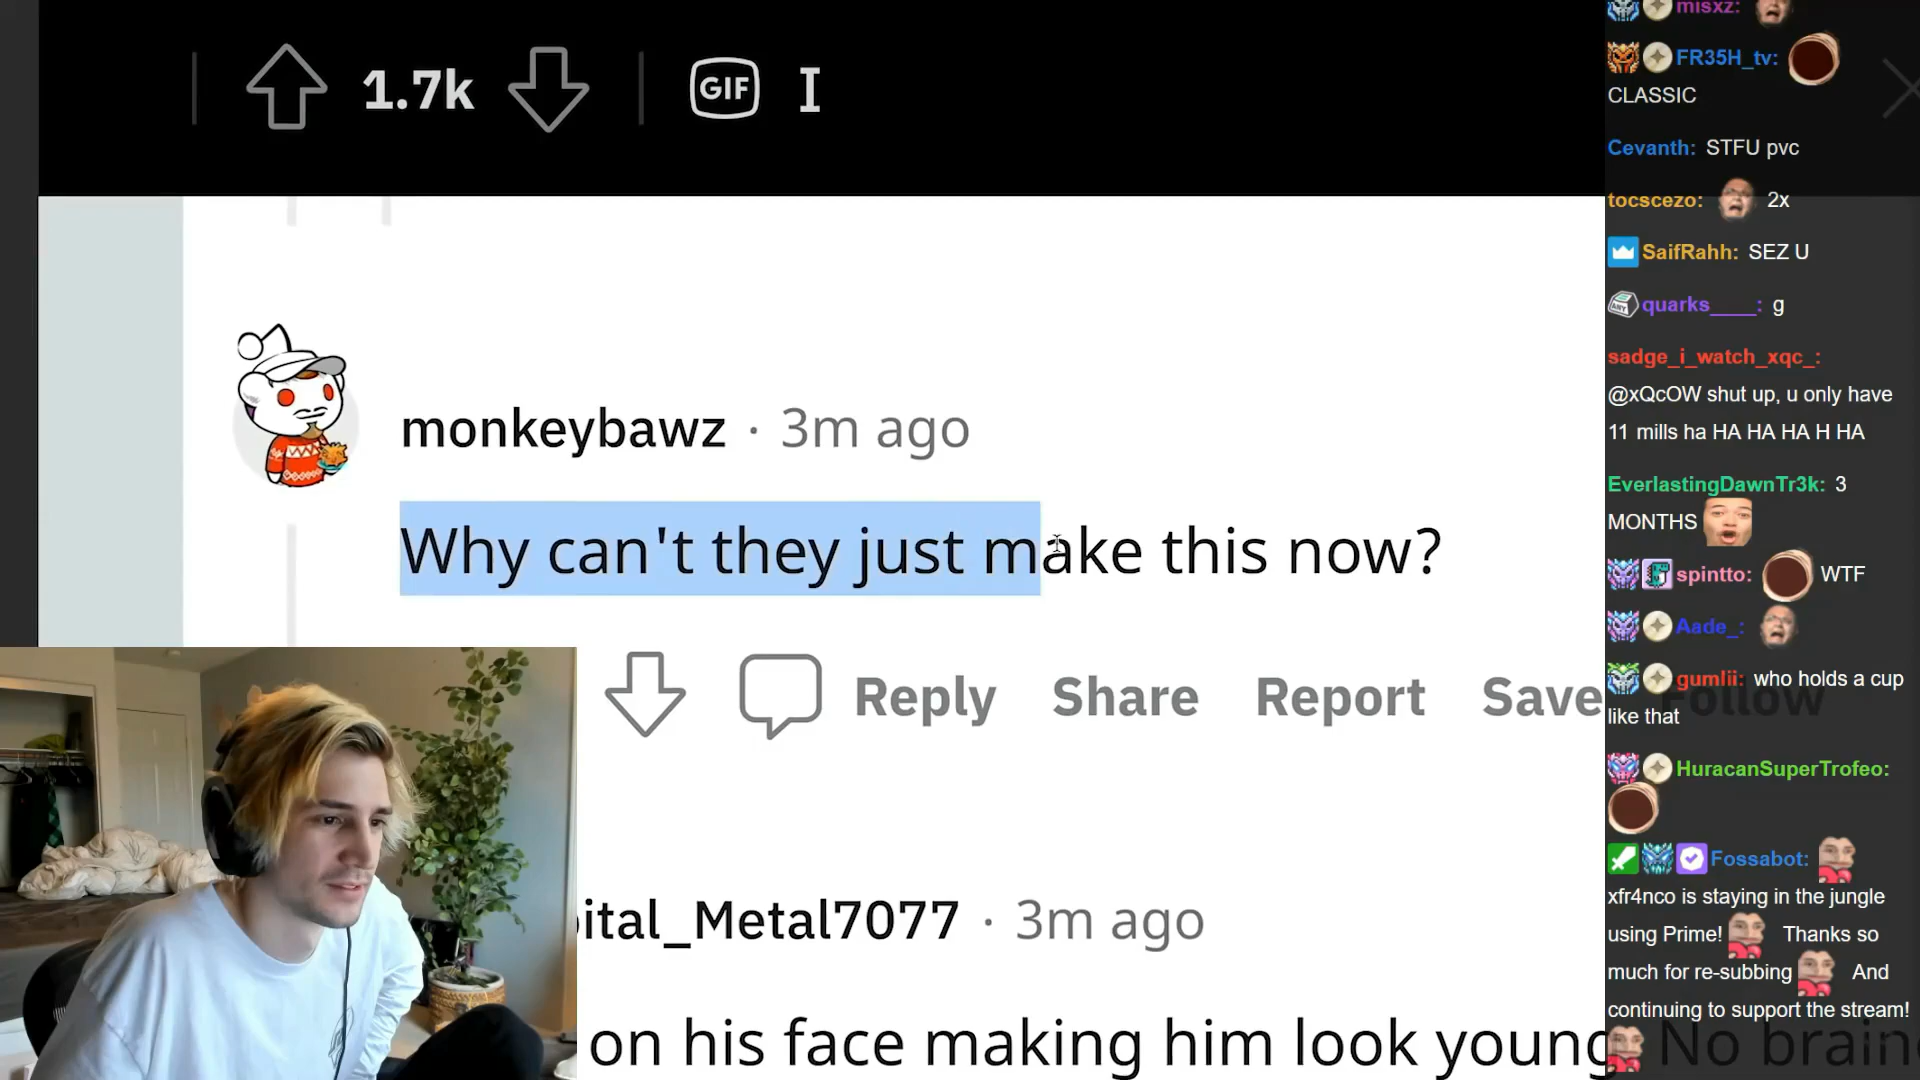 1.7k
GIF
monkeybawz · 3m ago
Why can't they just make this now?
Reply Share Report Save Follow
ital_Metal7077 · 3m ago
on his face making him look young No brain
misxz:
FR35H_tv:
CLASSIC
Cevanth: STFU pvc
tocscezo: 2x
SaifRahh: SEZ U
quarks____: g
sadge_i_watch_xqc_:
@xQcOW shut up, u only have
11 mills ha HA HA HA H HA
EverlastingDawnTr3k: 3
MONTHS
spintto: WTF
Aade_:
gumlii: who holds a cup
like that
HuracanSuperTrofeo:
Fossabot:
xfr4nco is staying in the jungle
using Prime! Thanks so
much for re-subbing And
continuing to support the stream!